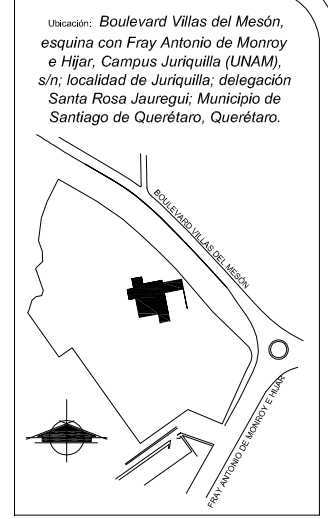 Ubicación: Boulevard Villas del Mesón,
esquina con Fray Antonio de Monroy
e Hijar, Campus Juriquilla (UNAM),
s/n; localidad de Juriquilla; delegación
Santa Rosa Jauregui; Municipio de
Santiago de Querétaro, Querétaro.
BOULEVARD VILLAS DEL MESÓN
FRAY ANTONIO DE MONROY E HIJAR